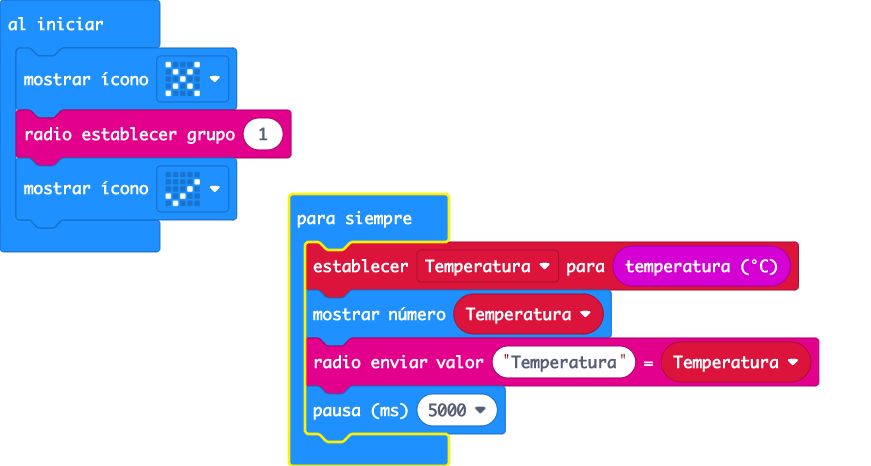 al iniciar
mostrar ícono
radio establecer grupo 1
mostrar ícono
para siempre
establecer Temperatura para temperatura (°C)
mostrar número Temperatura
radio enviar valor "Temperatura" = Temperatura
pausa (ms) 5000